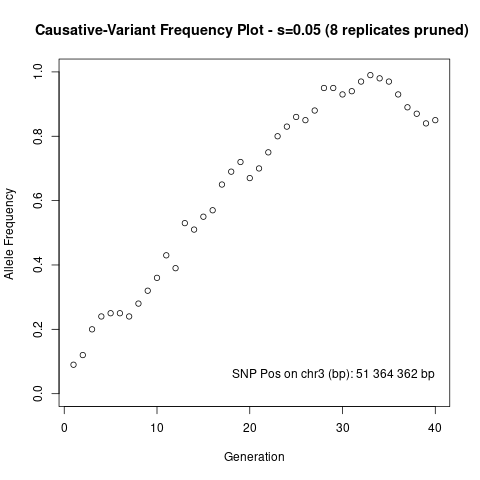 Causative-Variant Frequency Plot - s=0.05 (8 replicates pruned)
1.0
0.8
0.6
0.4
0.2
0.0
Allele Frequency
SNP Pos on chr3 (bp): 51 364 362 bp
0 10 20 30 40
Generation